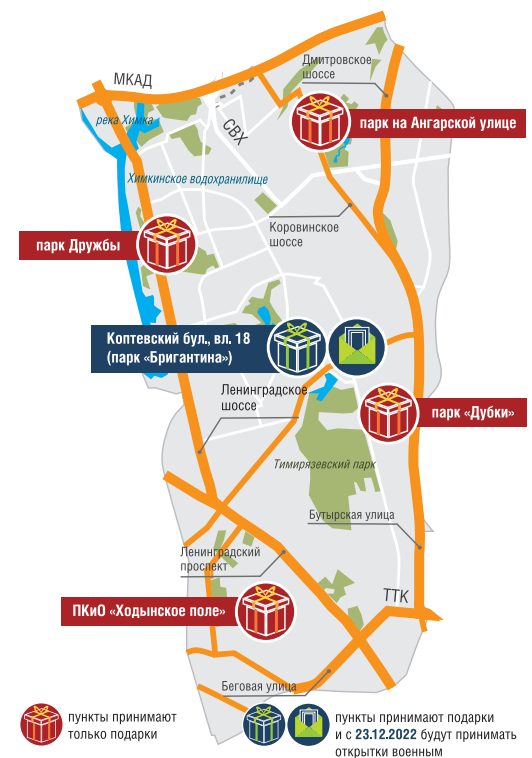 Дмитровское
шоссе
МКАД
парк на Ангарской улице
река Химка
СВХ
Химкинское водохранилище
Коровинское
шоссе
парк Дружбы
Коптевский бул., вл. 18
(парк «Бригантина»)
Ленинградское
шоссе
парк «Дубки»
Тимирязевский парк
Бутырская улица
Ленинградский
проспект
ТТК
ПКиО «Ходынское поле»
Беговая улица
пункты принимают
только подарки
пункты принимают подарки
и с 23.12.2022 будут принимать
открытки военным